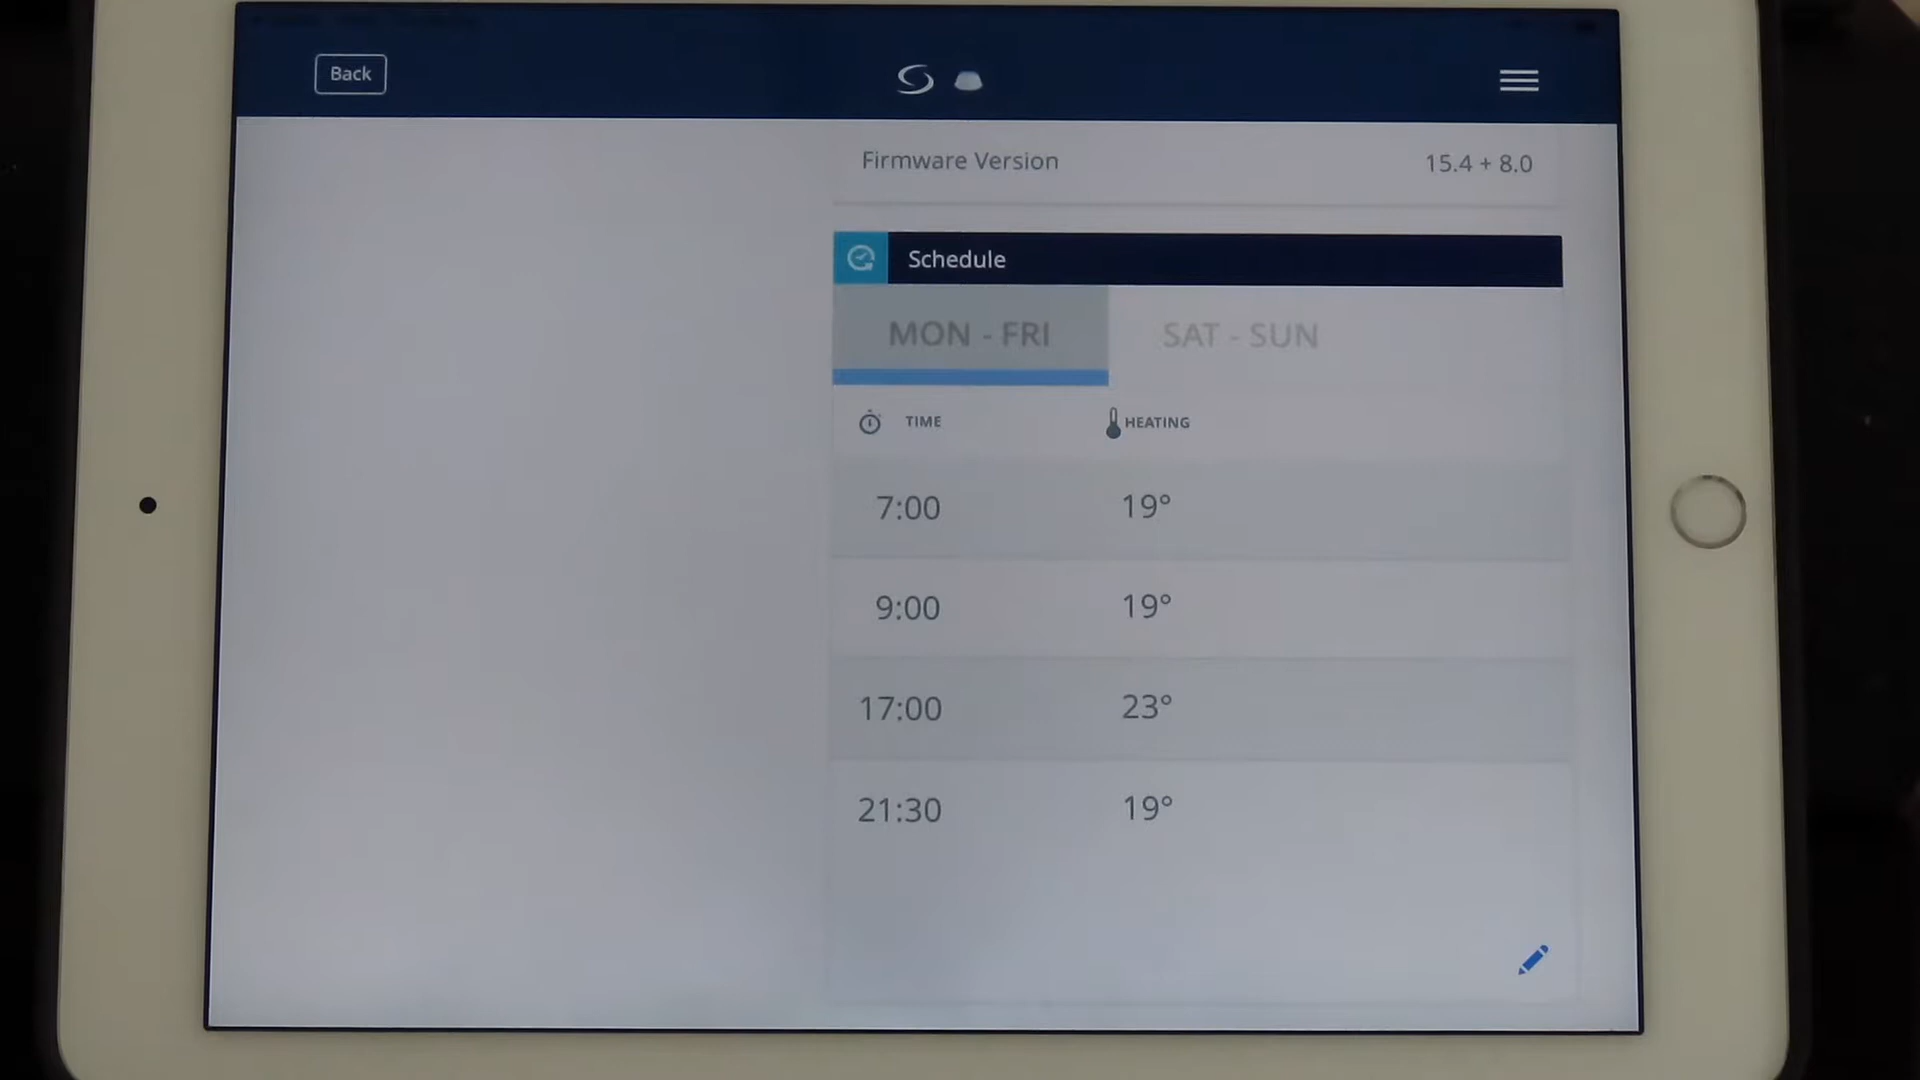 Back
Firmware Version 15.4 + 8.0
Schedule
MON - FRI SAT - SUN
TIME HEATING
7:00 19°
9:00 19°
17:00 23°
21:30 19°